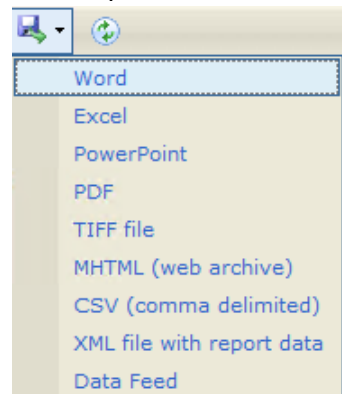 Word
Excel
PowerPoint
PDF
TIFF file
MHTML (web archive)
CSV (comma delimited)
XML file with report data
Data Feed